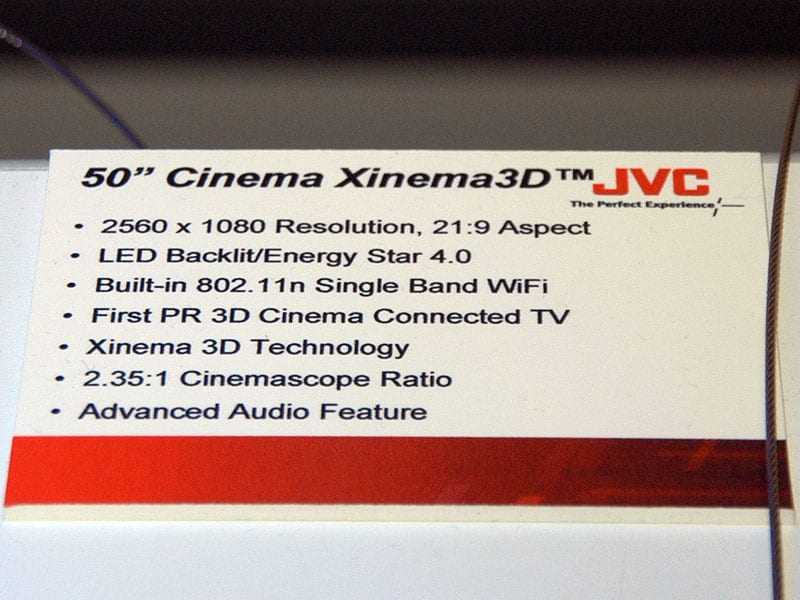 50” Cinema Xinema3D™ JVC
The Perfect Experience
• 2560 x 1080 Resolution, 21:9 Aspect
• LED Backlit/Energy Star 4.0
• Built-in 802.11n Single Band WiFi
• First PR 3D Cinema Connected TV
• Xinema 3D Technology
• 2.35:1 Cinemascope Ratio
• Advanced Audio Feature